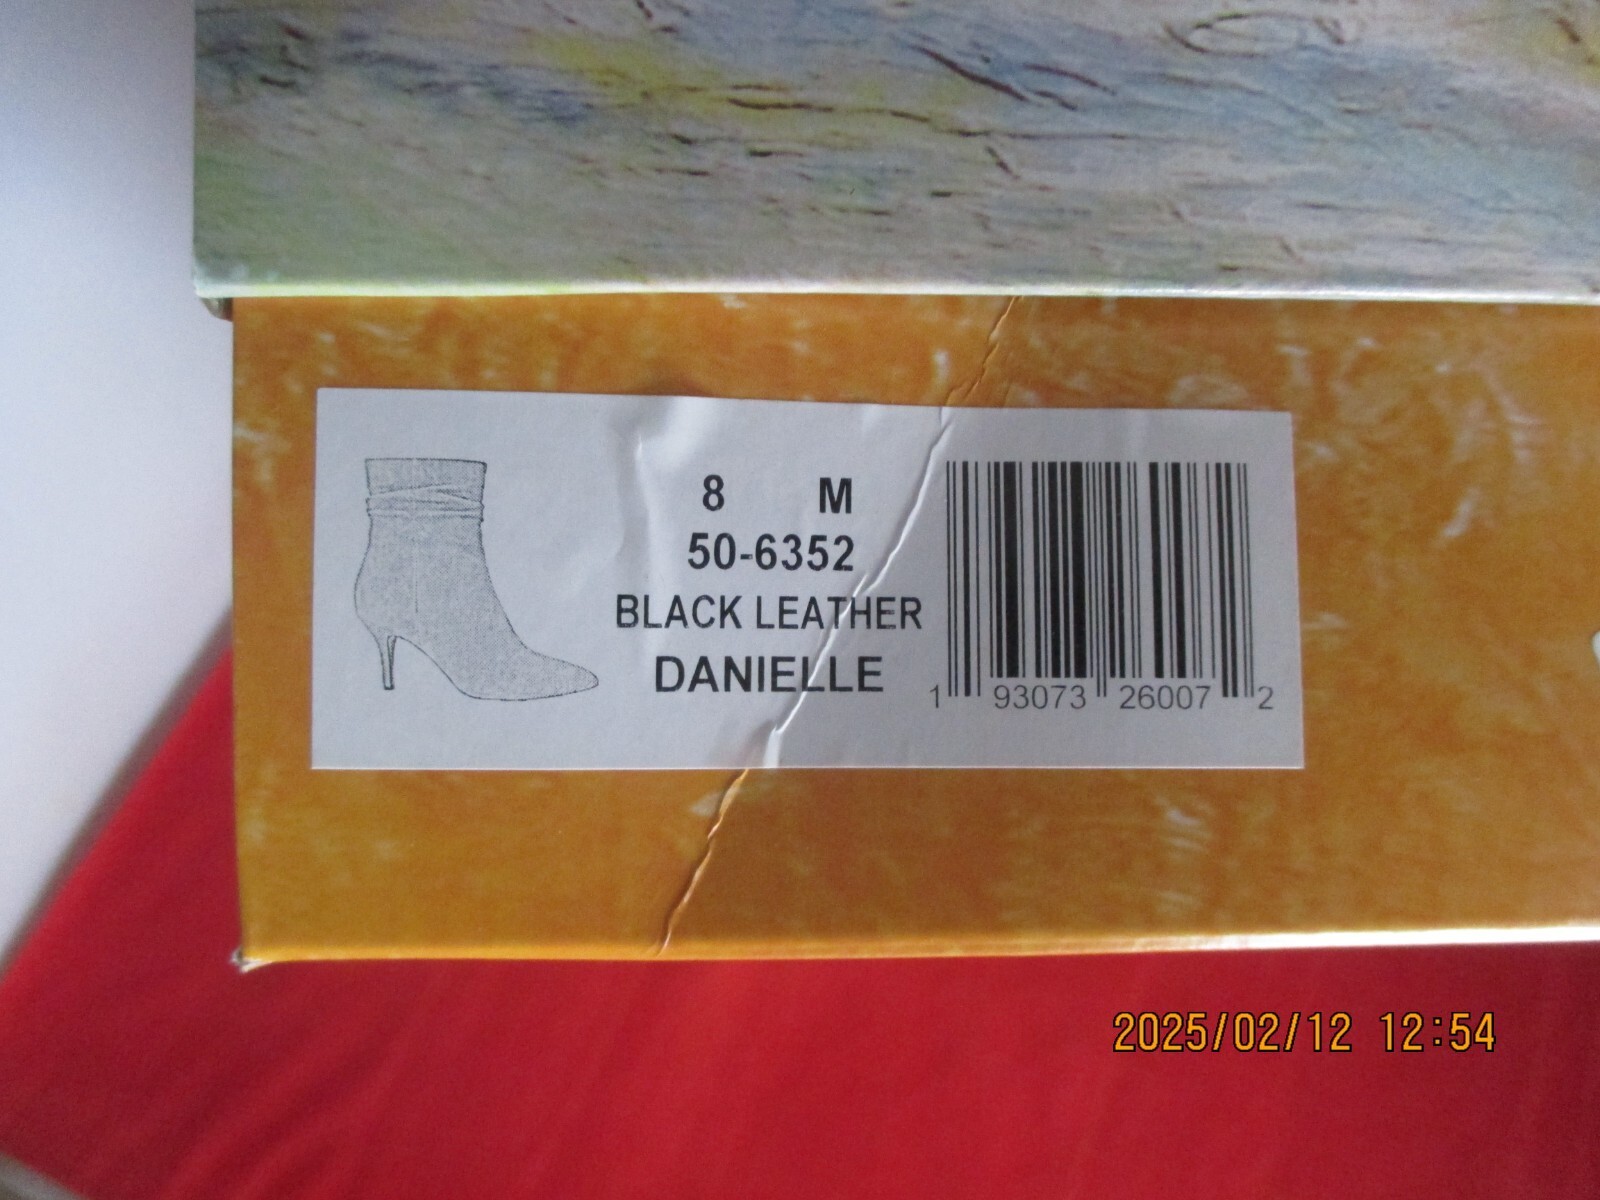 8 M
50-6352
BLACK LEATHER
DANIELLE
1 93073 26007 2
2025/02/12 12:54